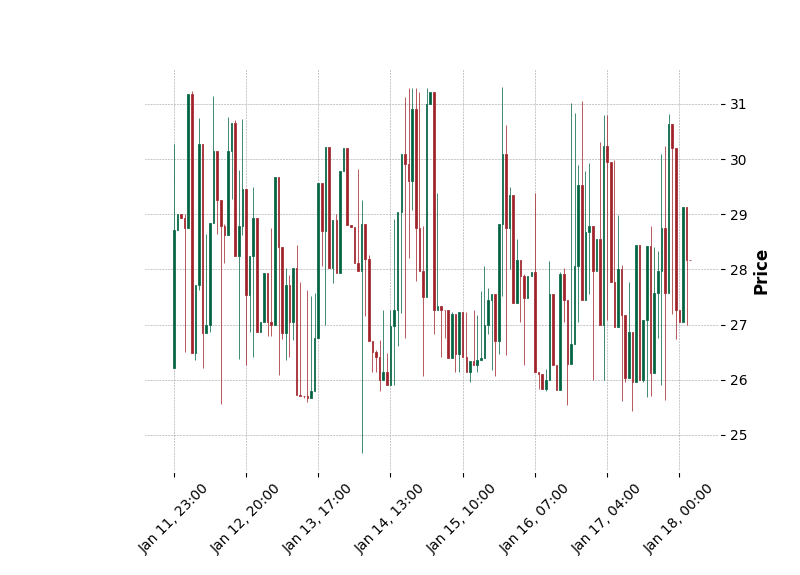 31
30
29
28
27
26
25
Price
Jan 11, 23:00
Jan 12, 20:00
Jan 13, 17:00
Jan 14, 13:00
Jan 15, 10:00
Jan 16, 07:00
Jan 17, 04:00
Jan 18, 00:00